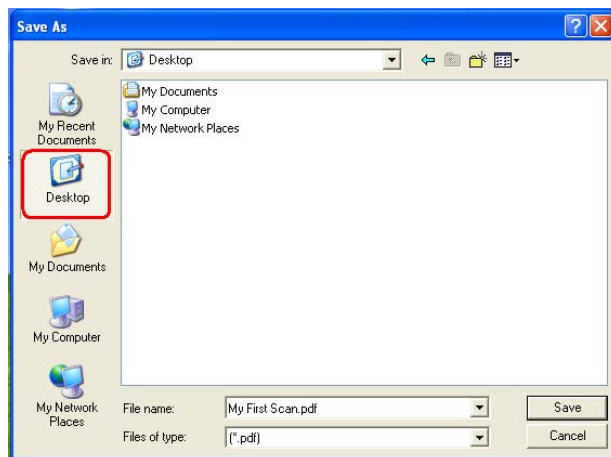 Save As
Save in: Desktop
My Recent
Documents
Desktop
My Documents
My Computer
My Network
Places
My Documents
My Computer
My Network Places
File name: My First Scan.pdf Save
Files of type: (*.pdf) Cancel